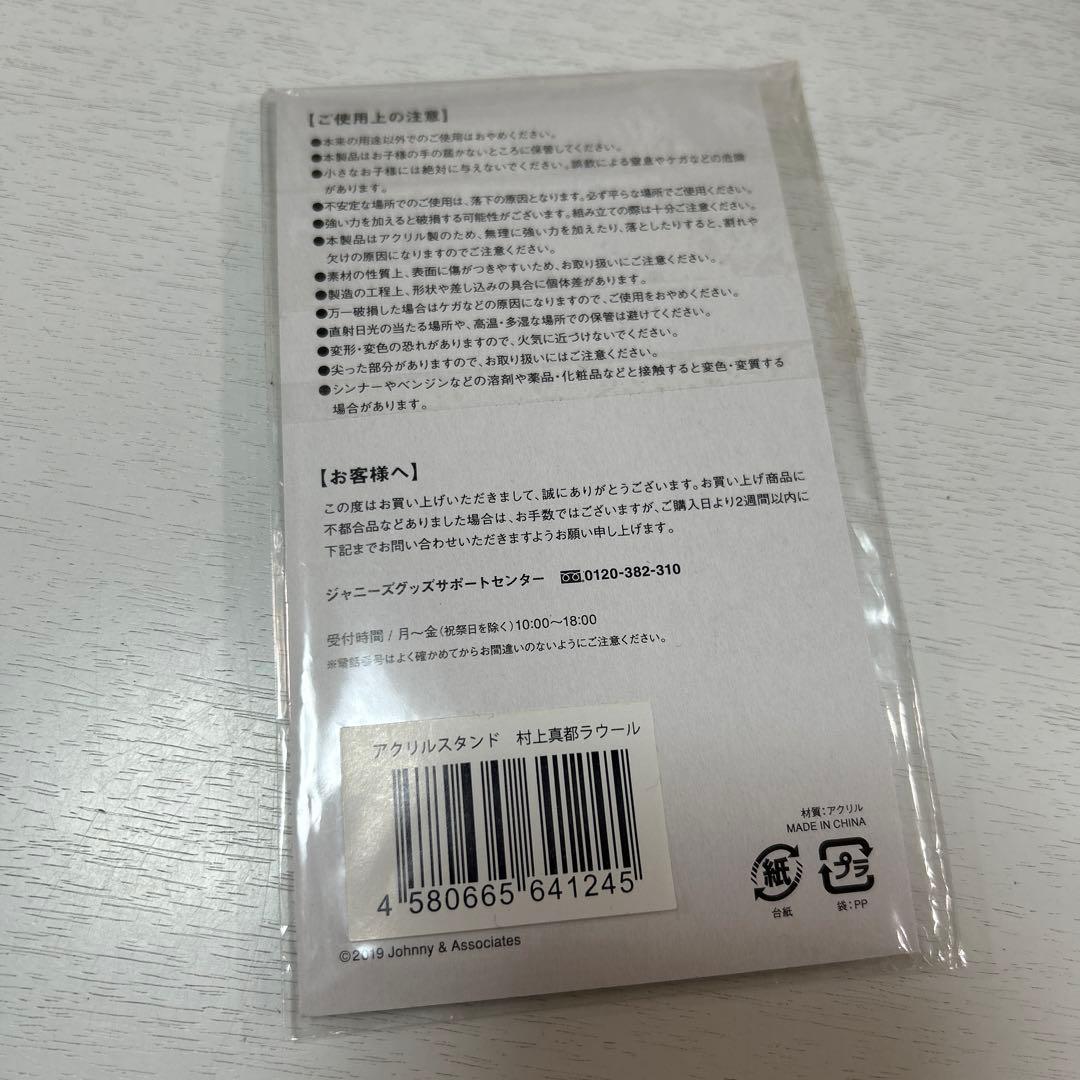 【ご使用上の注意】
●本来の用途以外でのご使用はおやめください。
●本製品はお子様の手の届かないところに保管してください。
●小さなお子様には絶対に与えないでください。誤飲による窒息やケガなどの危険
があります。
●不安定な場所でのご使用は、落下の原因となります。必ず平らな場所でご使用ください。
●強い力を加えると破損する可能性がございます。組み立ての際は十分ご注意ください。
●本製品はアクリル製のため、無理に強い力を加えたり、落としたりすると、割れや
欠けの原因になりますのでご注意ください。
●素材の性質上、表面に傷がつきやすいため、お取り扱いにご注意ください。
●製造の工程上、形状や差し込みの具合に個体差があります。
●万一破損した場合はケガなどの原因になりますので、ご使用をおやめください。
●直射日光の当たる場所や、高温・多湿な場所での保管は避けてください。
●変形・変色の恐れがありますので、火気に近づけないでください。
●尖った部分がありますので、お取り扱いにはご注意ください。
●シンナーやベンジンなどの溶剤や薬品・化粧品などと接触すると変色・変質する
場合があります。
【お客様へ】
この度はお買い上げいただきまして、誠にありがとうございます。お買い上げ商品に
不都合品などありました場合は、お手数ではございますが、ご購入日より2週間以内に
下記までお問い合わせいただきますようお願い申し上げます。
ジャニーズグッズサポートセンター 0120-382-310
受付時間 / 月〜金(祝祭日を除く)10:00〜18:00
※電話番号はよく確かめてからお間違いのないようにご注意ください。
アクリルスタンド 村上真都ラウール
4 580665 641245
材質：アクリル
MADE IN CHINA
紙 プラ
台紙 袋：PP
©2019 Johnny & Associates